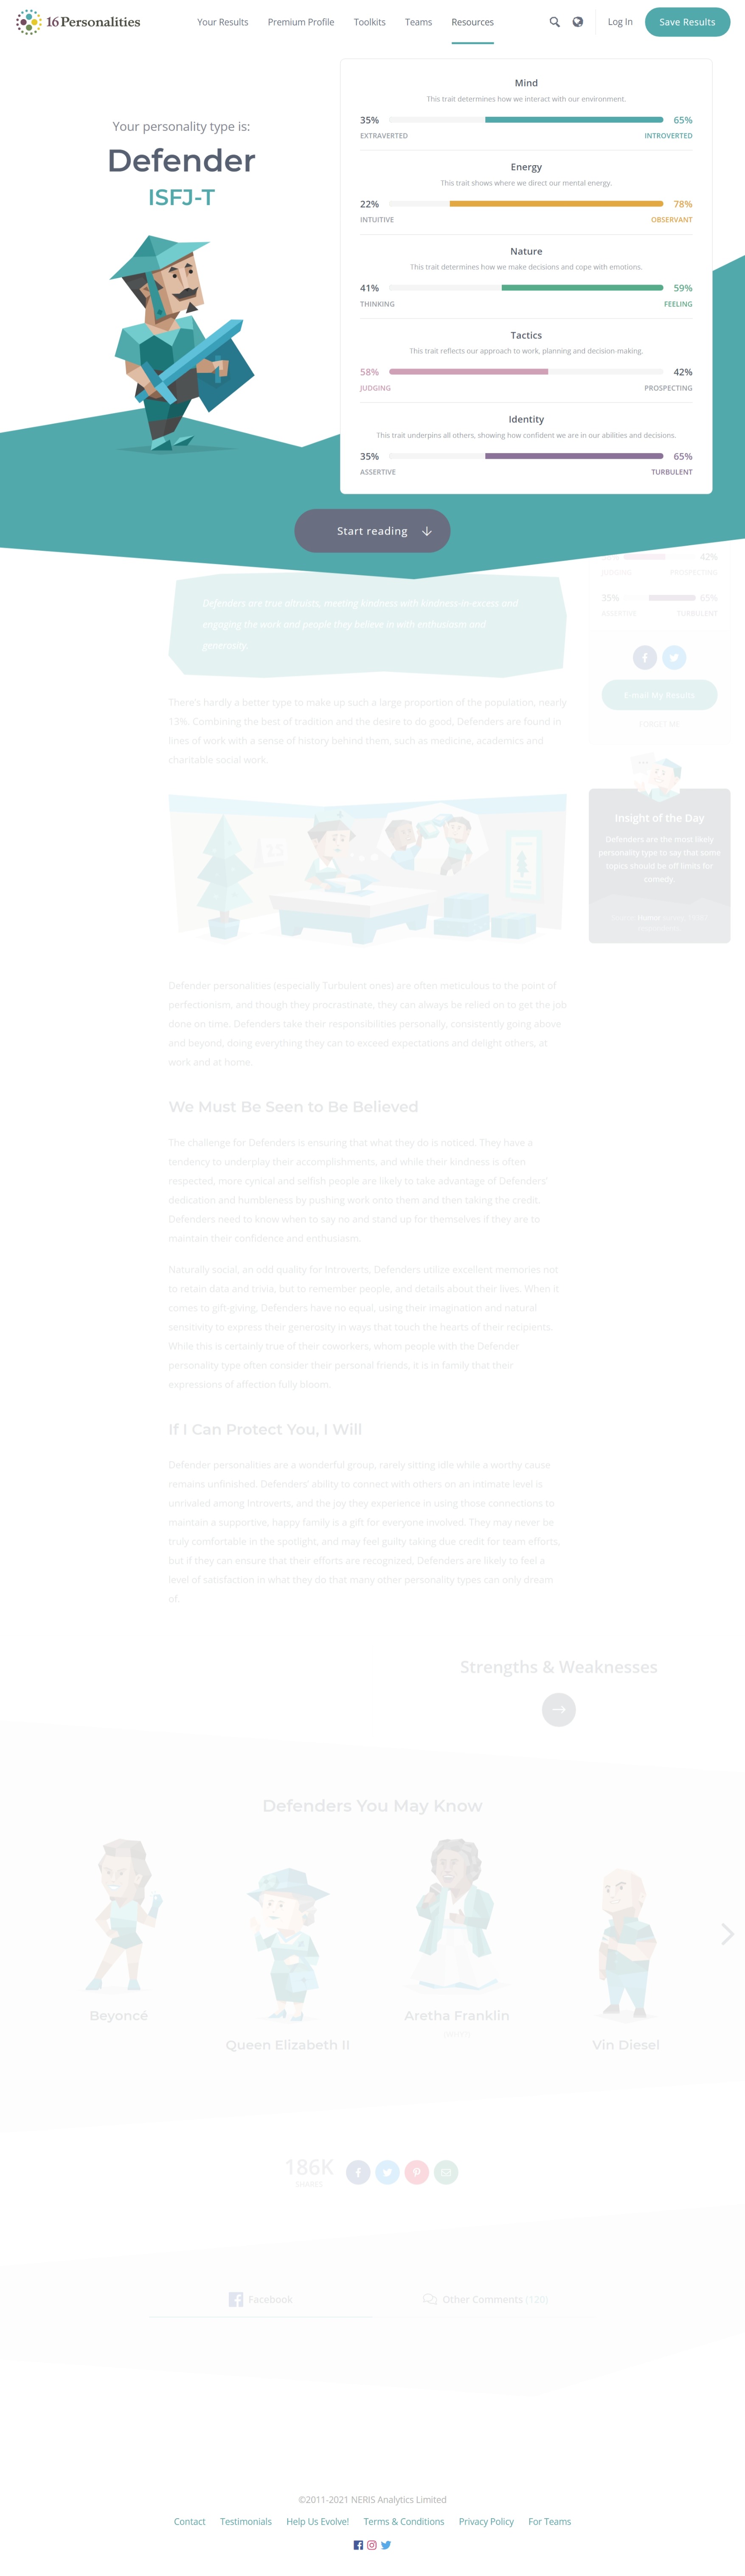 16Personalities
Your Results
Premium Profile
Toolkits
Teams
Resources
Log In
Save Results
Your personality type is:
Defender
ISFJ-T
Mind
This trait determines how we interact with our environment.
35% 65%
EXTRAVERTED INTROVERTED
Energy
This trait shows where we direct our mental energy.
22% 78%
INTUITIVE OBSERVANT
Nature
This trait determines how we make decisions and cope with emotions.
41% 59%
THINKING FEELING
Tactics
This trait reflects our approach to work, planning and decision-making.
58% 42%
JUDGING PROSPECTING
Identity
This trait underpins all others, showing how confident we are in our abilities and decisions.
35% 65%
ASSERTIVE TURBULENT
Start reading
42%
JUDGING PROSPECTING
35% 65%
ASSERTIVE TURBULENT
E-mail My Results
FORGET ME
Insight of the Day
Defenders are the most likely
personality type to say that some
topics should be off limits for
comedy.
Defenders are true altruists, meeting kindness with kindness-in-excess and
engaging the work and people they believe in with enthusiasm and
generosity.
There's hardly a better type to make up such a large proportion of the population, nearly
13%. Combining the best of tradition and the desire to do good, Defenders are found in
lines of work with a sense of history behind them, such as medicine, academics and
charitable social work.
Defender personalities (especially Turbulent ones) are often meticulous to the point of
perfectionism, and though they procrastinate, they can always be relied on to get the job
done on time. Defenders take their responsibilities personally, consistently going above
and beyond, doing everything they can to exceed expectations and delight others, at
work and at home.
We Must Be Seen to Be Believed
The challenge for Defenders is ensuring that what they do is noticed. They have a
tendency to underplay their accomplishments, and while their kindness is often
respected, more cynical and selfish people are likely to take advantage of Defenders'
dedication and humbleness by pushing work onto them and then taking the credit.
Defenders need to know when to say no and stand up for themselves if they are to
maintain their confidence and enthusiasm.
Naturally social, an odd quality for Introverts, Defenders utilize excellent memories not
to retain data and trivia, but to remember people, and details about their lives. When it
comes to gift-giving, Defenders have no equal, using their imagination and natural
sensitivity to express their generosity in ways that touch the hearts of their recipients.
While this is certainly true of their coworkers, whom people with the Defender
personality type often consider their personal friends, it is in family that their
expressions of affection fully bloom.
If I Can Protect You, I Will
Defender personalities are a wonderful group, rarely sitting idle while a worthy cause
remains unfinished. Defenders' ability to connect with others on an intimate level is
unrivaled among Introverts, and the joy they experience in using those connections to
maintain a supportive, happy family is a gift for everyone involved. They may never be
truly comfortable in the spotlight, and may feel guilty taking due credit for team efforts,
but if they can ensure that their efforts are recognized, Defenders are likely to feel a
level of satisfaction in what they do that many other personality types can only dream
of.
Strengths & Weaknesses
Defenders You May Know
Beyoncé
Queen Elizabeth II
Aretha Franklin
Vin Diesel
186K
SHARES
Facebook
Other Comments (120)
©2011-2021 NERIS Analytics Limited
Contact
Testimonials
Help Us Evolve!
Terms & Conditions
Privacy Policy
For Teams